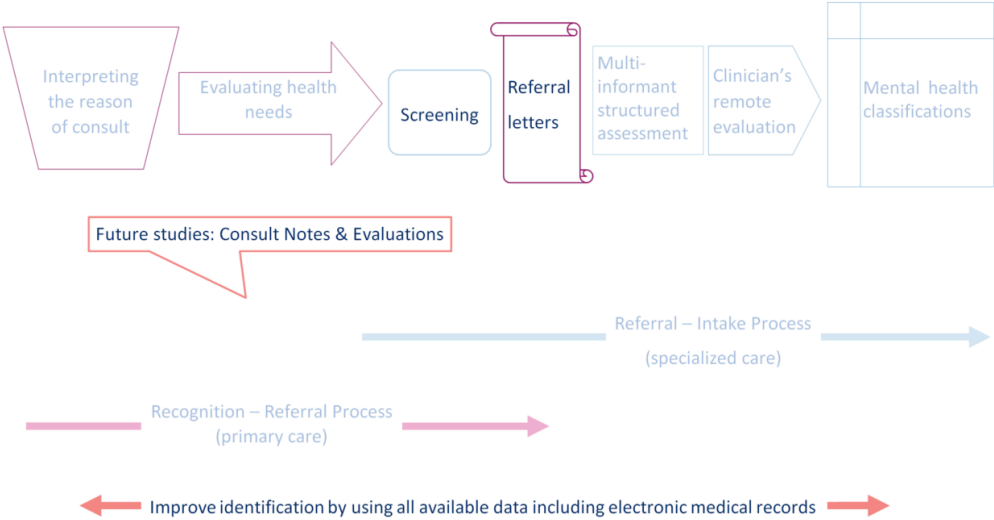 Interpreting
the reason
of consult
Evaluating health
needs
Screening
Referral
letters
Multi-
informant
structured
assessment
Clinician's
remote
evaluation
Mental health
classifications
Future studies: Consult Notes & Evaluations
Referral – Intake Process
(specialized care)
Recognition – Referral Process
(primary care)
Improve identification by using all available data including electronic medical records